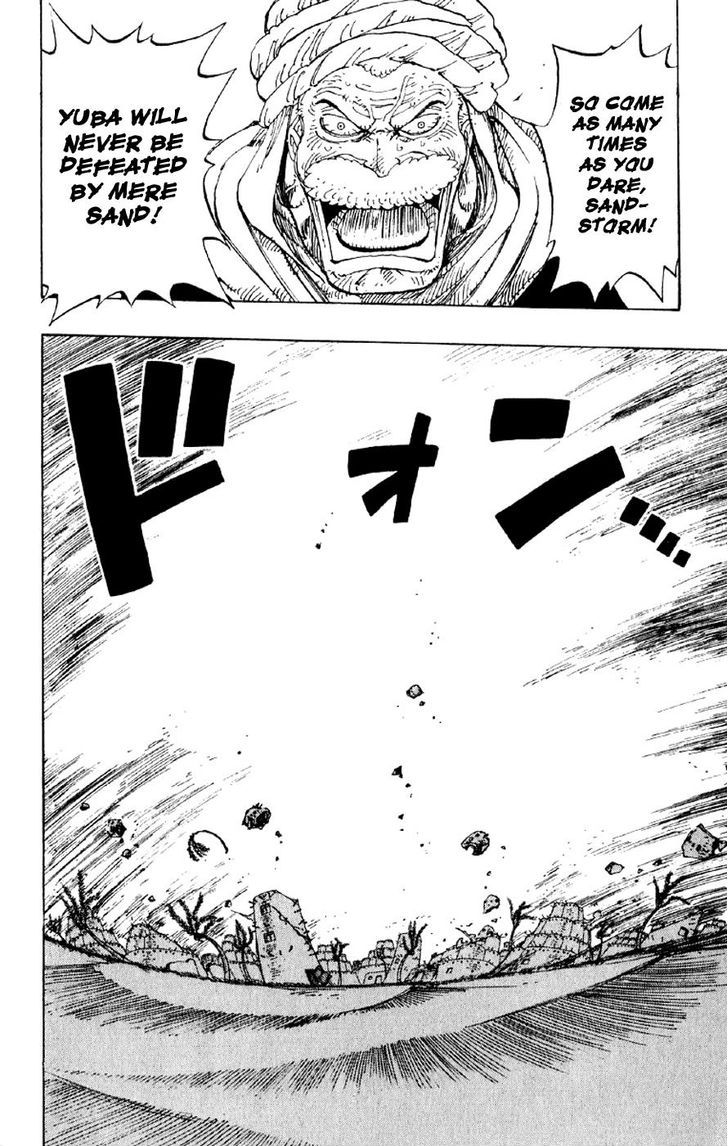 SO COME
AS MANY
TIMES
AS YOU
DARE,
SAND-
STORM!
YUBA WILL
NEVER BE
DEFEATED
BY MERE
SAND!
ドォン...